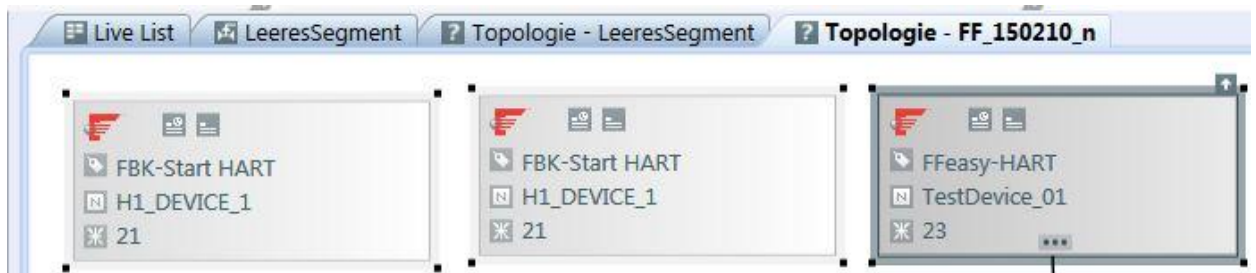 Live List LeeresSegment Topologie - LeeresSegment Topologie - FF_150210_n
FBK-Start HART
H1_DEVICE_1
21
FBK-Start HART
H1_DEVICE_1
21
FFeasy-HART
TestDevice_01
23